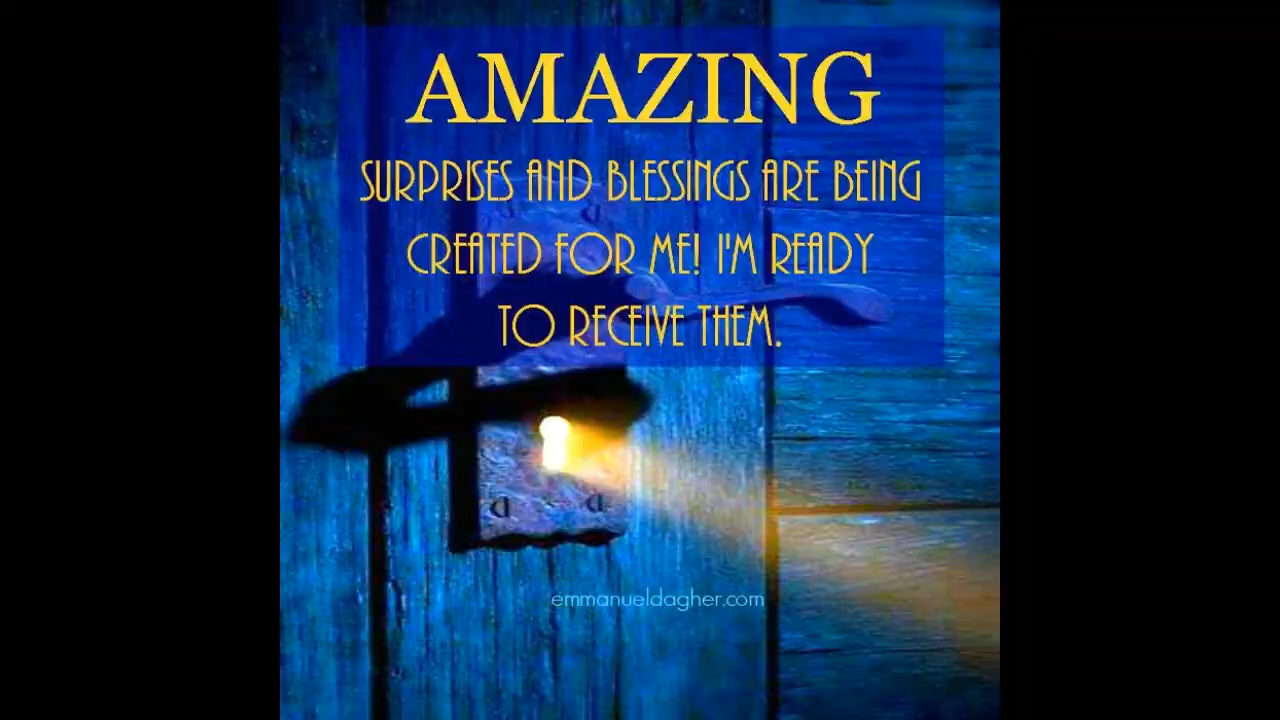 AMAZING
SURPRISES AND BLESSINGS ARE BEING
CREATED FOR ME! I'M READY
TO RECEIVE THEM.
emmanueldagher.com